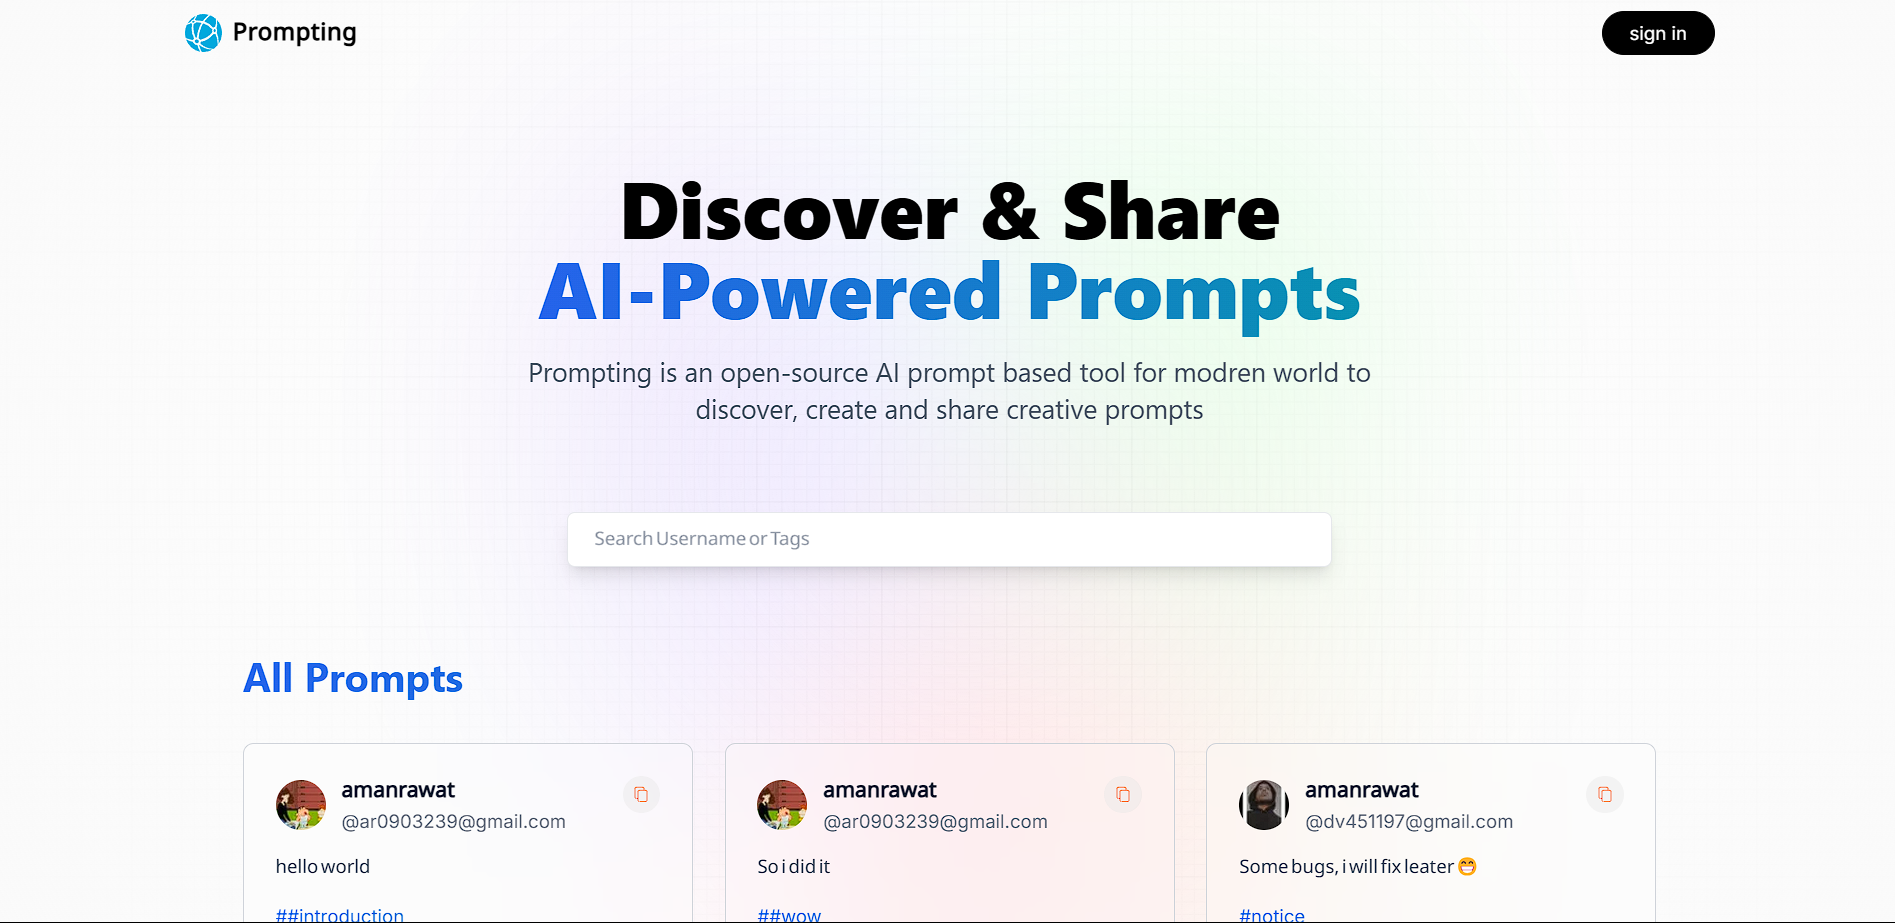 Prompting
sign in
Discover & Share
AI-Powered Prompts
Prompting is an open-source AI prompt based tool for modren world to
discover, create and share creative prompts
Search Username or Tags
All Prompts
amanrawat
@ar0903239@gmail.com
hello world
##introduction
amanrawat
@ar0903239@gmail.com
So i did it
##wow
amanrawat
@dv451197@gmail.com
Some bugs, i will fix leater 😁
#notice